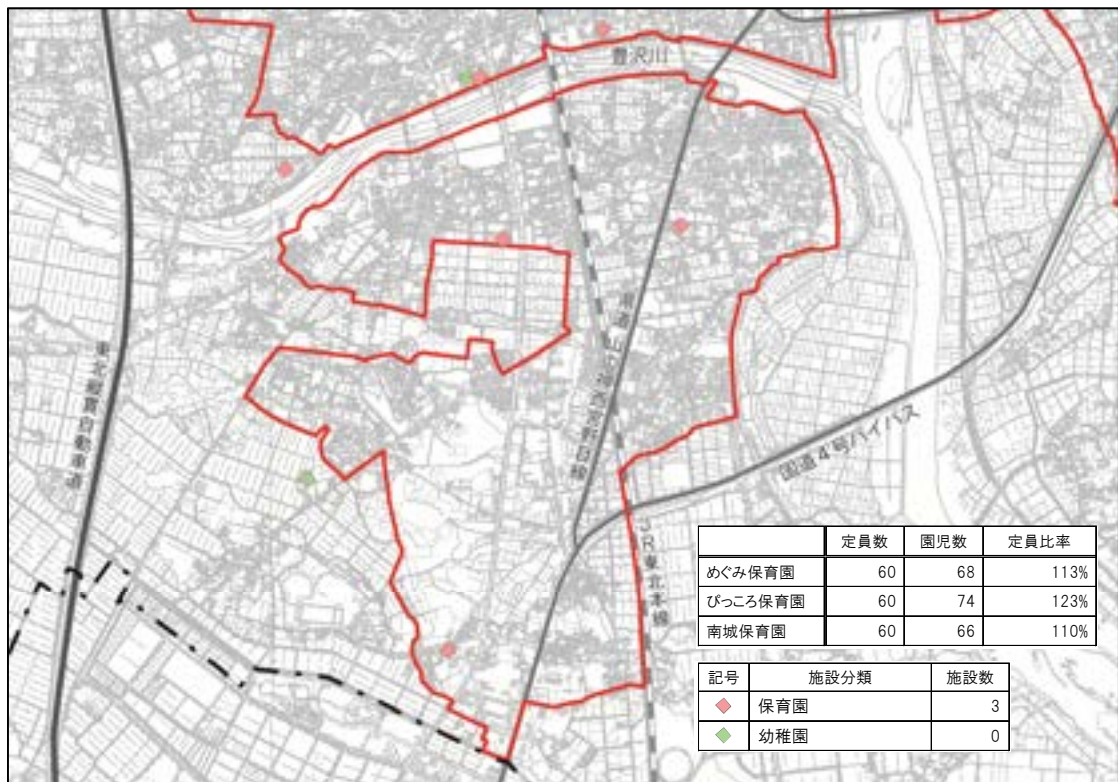 豊沢川
東北縦貫自動車道
国道4号バイパス
JR東北本線
定員数 園児数 定員比率
めぐみ保育園 60 68 113%
ぴっころ保育園 60 74 123%
南城保育園 60 66 110%
記号 施設分類 施設数
保育園 3
幼稚園 0